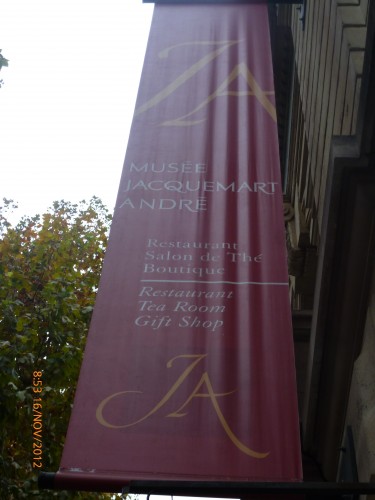 JA
MUSÉE
JACQUEMART
ANDRÉ
Restaurant
Salon de Thé
Boutique
Restaurant
Tea Room
Gift Shop
JA
8:53 16/NOV/2012